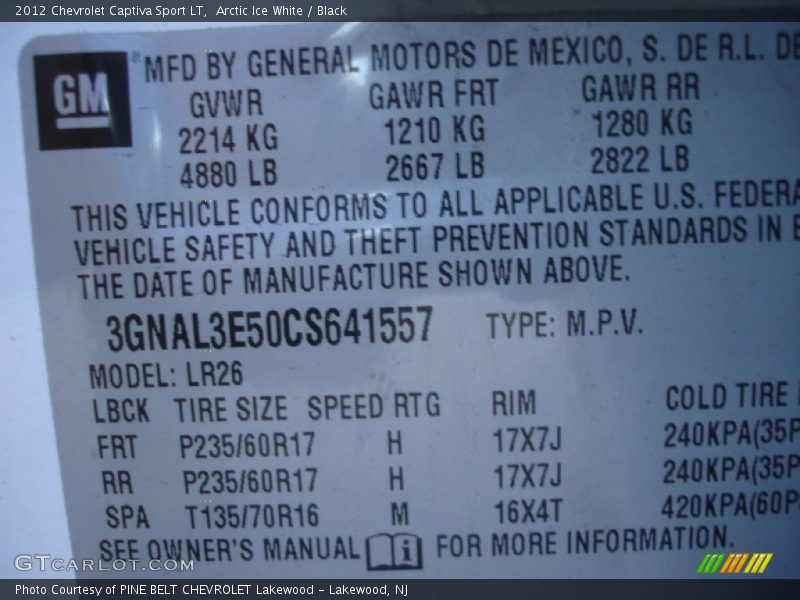 2012 Chevrolet Captiva Sport LT, Arctic Ice White / Black
GM
® MFD BY GENERAL MOTORS DE MEXICO, S. DE R.L. DE
GVWR GAWR FRT GAWR RR
2214 KG 1210 KG 1280 KG
4880 LB 2667 LB 2822 LB
THIS VEHICLE CONFORMS TO ALL APPLICABLE U.S. FEDERA
VEHICLE SAFETY AND THEFT PREVENTION STANDARDS IN E
THE DATE OF MANUFACTURE SHOWN ABOVE.
3GNAL3E50CS641557 TYPE: M.P.V.
MODEL: LR26
LBCK TIRE SIZE SPEED RTG RIM COLD TIRE
FRT P235/60R17 H 17X7J 240KPA(35P
RR P235/60R17 H 17X7J 240KPA(35P
SPA T135/70R16 M 16X4T 420KPA(60P
SEE OWNER'S MANUAL i FOR MORE INFORMATION.
GTCARLOT.COM
Photo Courtesy of PINE BELT CHEVROLET Lakewood - Lakewood, NJ